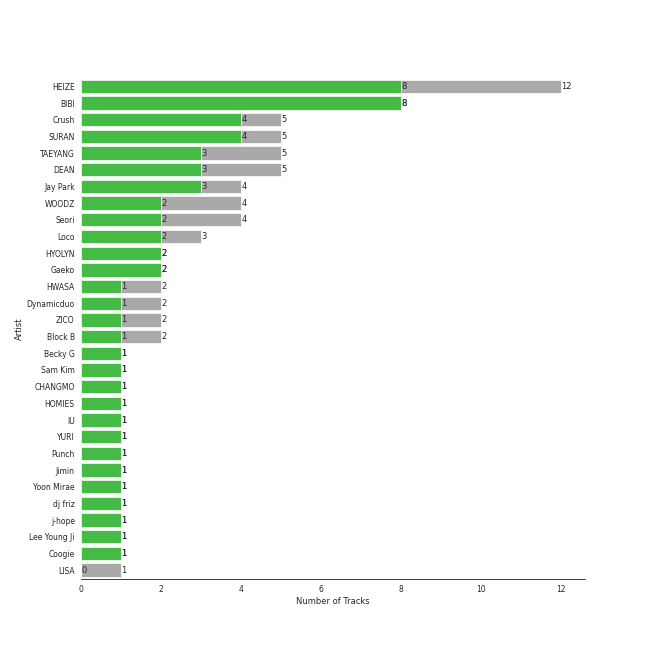 HEIZE 8 12
BIBI 8
Crush 4 5
SURAN 4 5
TAEYANG 3 5
DEAN 3 5
Jay Park 3 4
WOODZ 2 4
Seori 2 4
Loco 2 3
HYOLYN 2
Gaeko 2
HWASA 1 2
Dynamicduo 1 2
ZICO 1 2
Block B 1 2
Becky G 1
Sam Kim 1
CHANGMO 1
HOMIES 1
IU 1
YURI 1
Punch 1
Jimin 1
Yoon Mirae 1
dj friz 1
j-hope 1
Lee Young Ji 1
Coogie 1
LISA 0 1
Artist
0 2 4 6 8 10 12
Number of Tracks